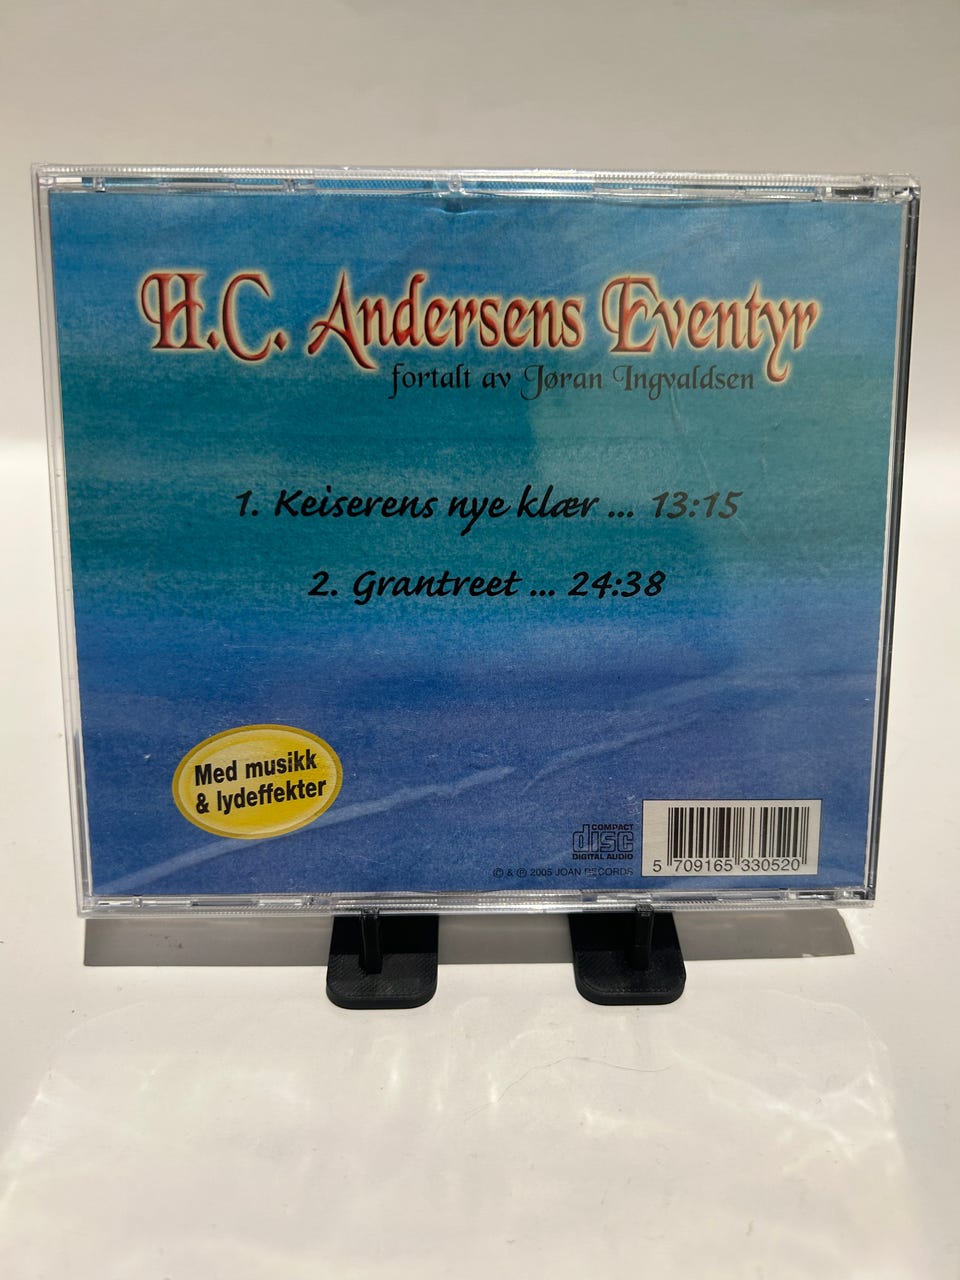 H.C. Andersens Eventyr
fortalt av Jøran Ingvaldsen
1. Keiserens nye klær ... 13:15
2. Grantreet ... 24:38
Med musikk
& lydeffekter
COMPACT
disc
DIGITAL AUDIO
© & ℗ 2005 JOAN RECORDS
5 709165 330520